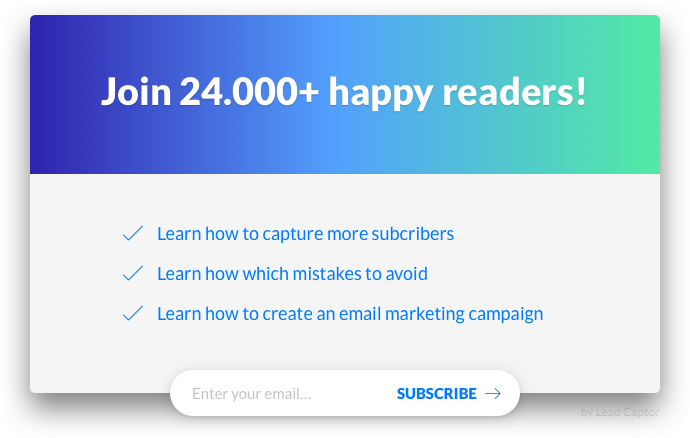 Join 24.000+ happy readers!
Learn how to capture more subcribers
Learn how which mistakes to avoid
Learn how to create an email marketing campaign
Enter your email... SUBSCRIBE
by Lead Captor